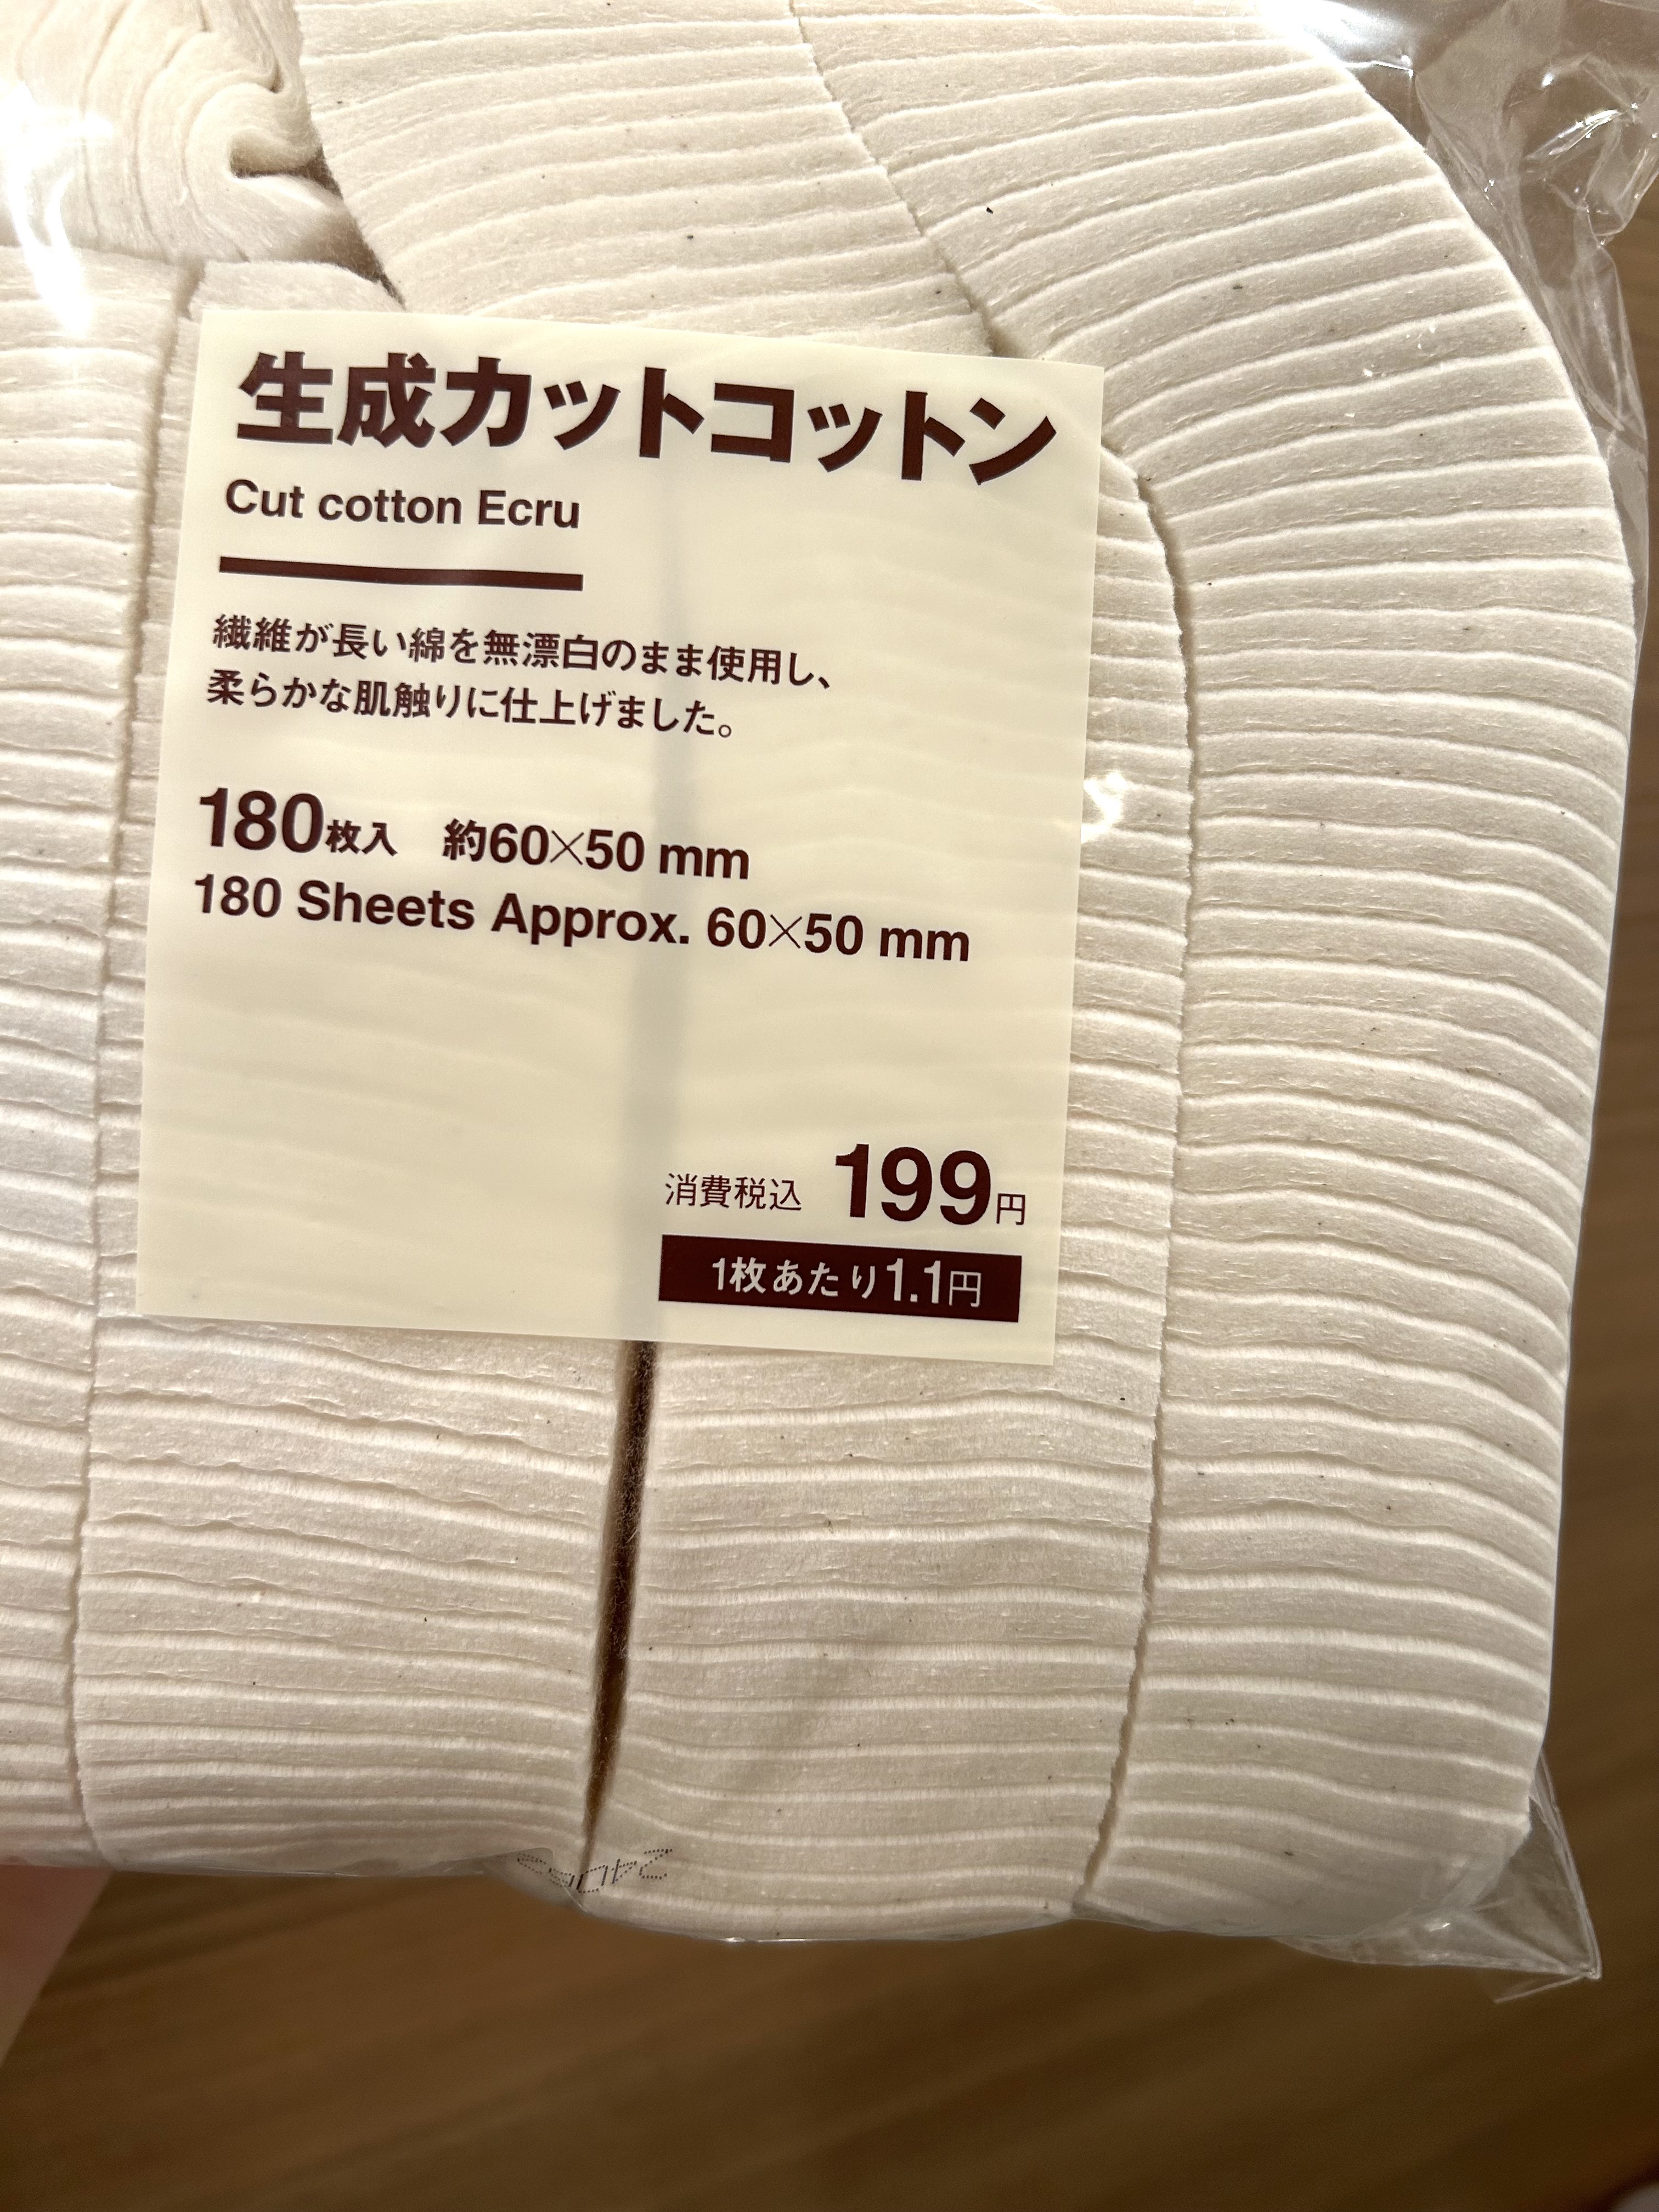 生成カットコットン
Cut cotton Ecru
繊維が長い綿を無漂白のまま使用し、
柔らかな肌触りに仕上げました。
180枚入　約60×50 mm
180 Sheets Approx. 60×50 mm
消費税込 199円
1枚あたり1.1円